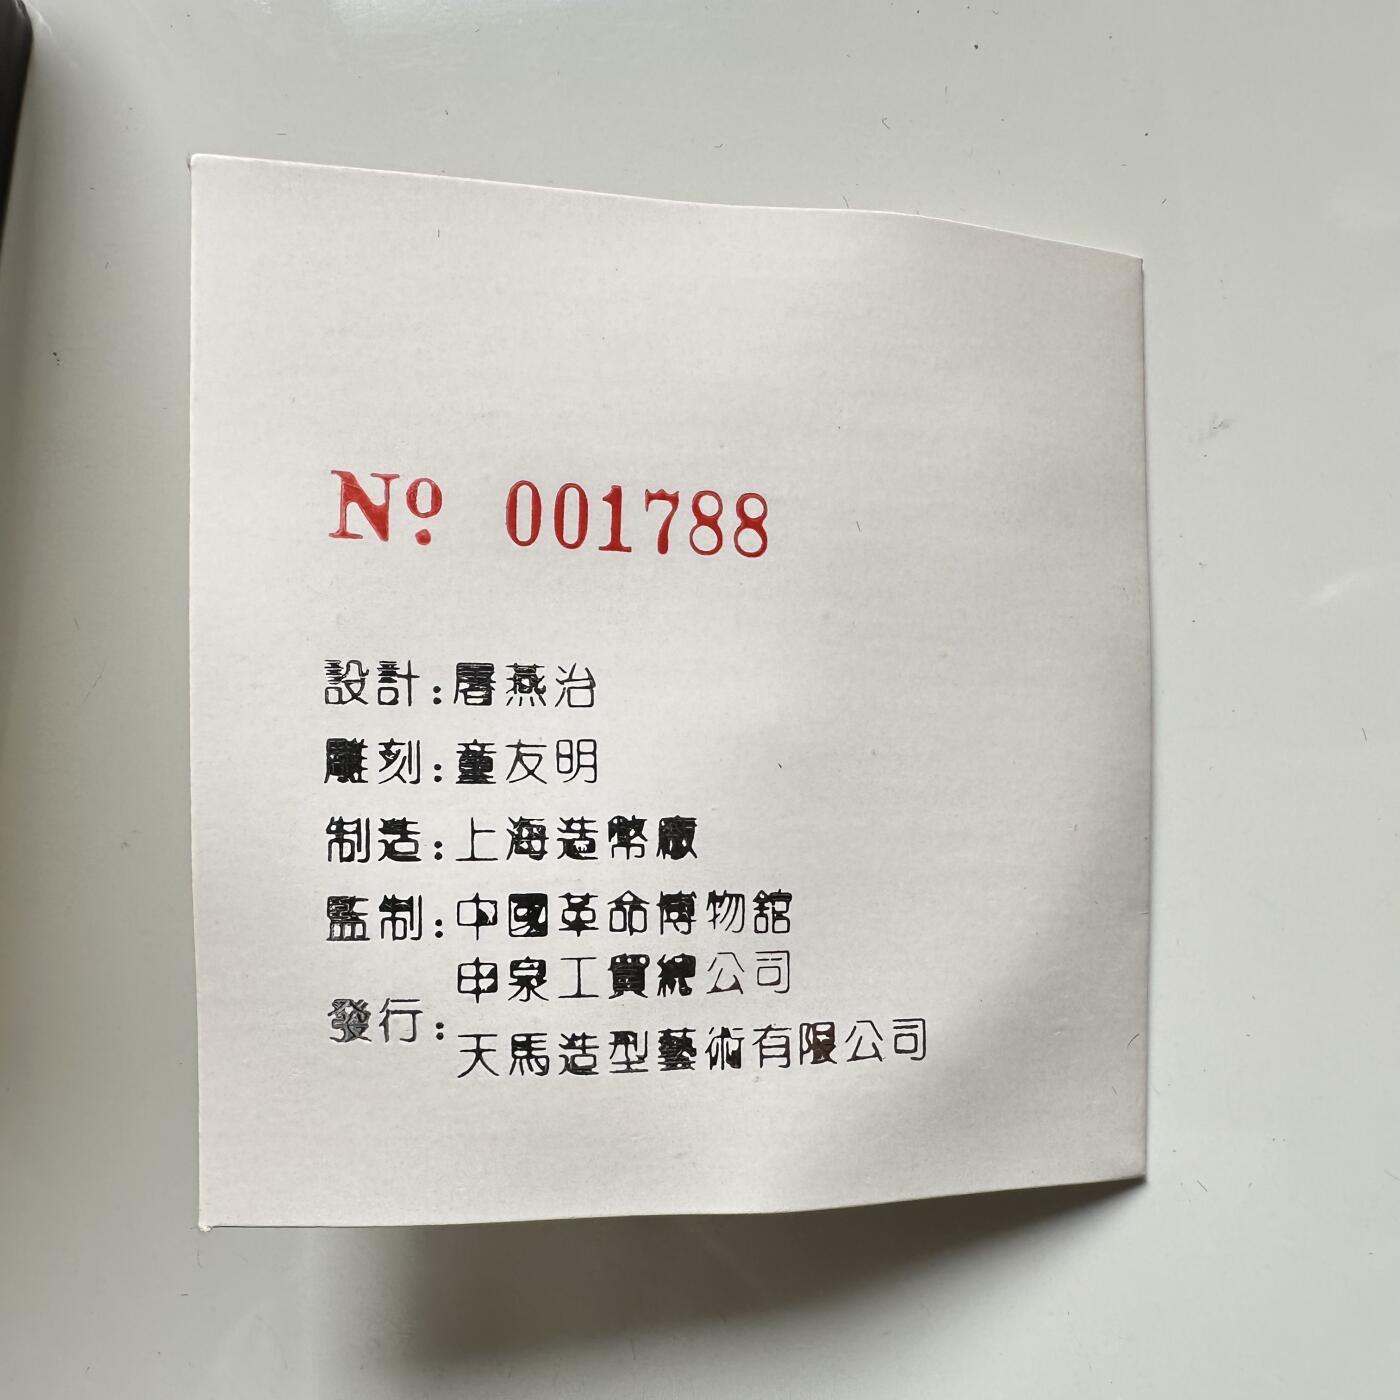 Nº 001788
設計:屠燕治
雕刻:童友明
制造:上海造幣廠
監制:中國革命博物館
申泉工貿總公司
發行:
天馬造型藝術有限公司